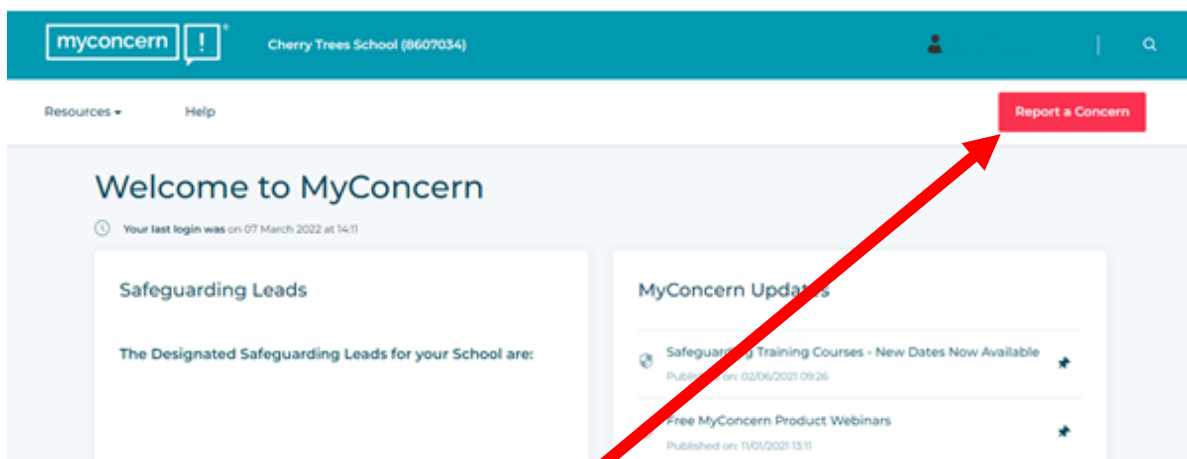 myconcern ! Cherry Trees School (8607034)
Resources Help Report a Concern
Welcome to MyConcern
Your last login was on 07 March 2022 at 14:11
Safeguarding Leads
The Designated Safeguarding Leads for your School are:
MyConcern Updates
Safeguarding Training Courses - New Dates Now Available
Published on: 02/06/2021 09:26
Free MyConcern Product Webinars
Published on: 11/01/2021 13:11